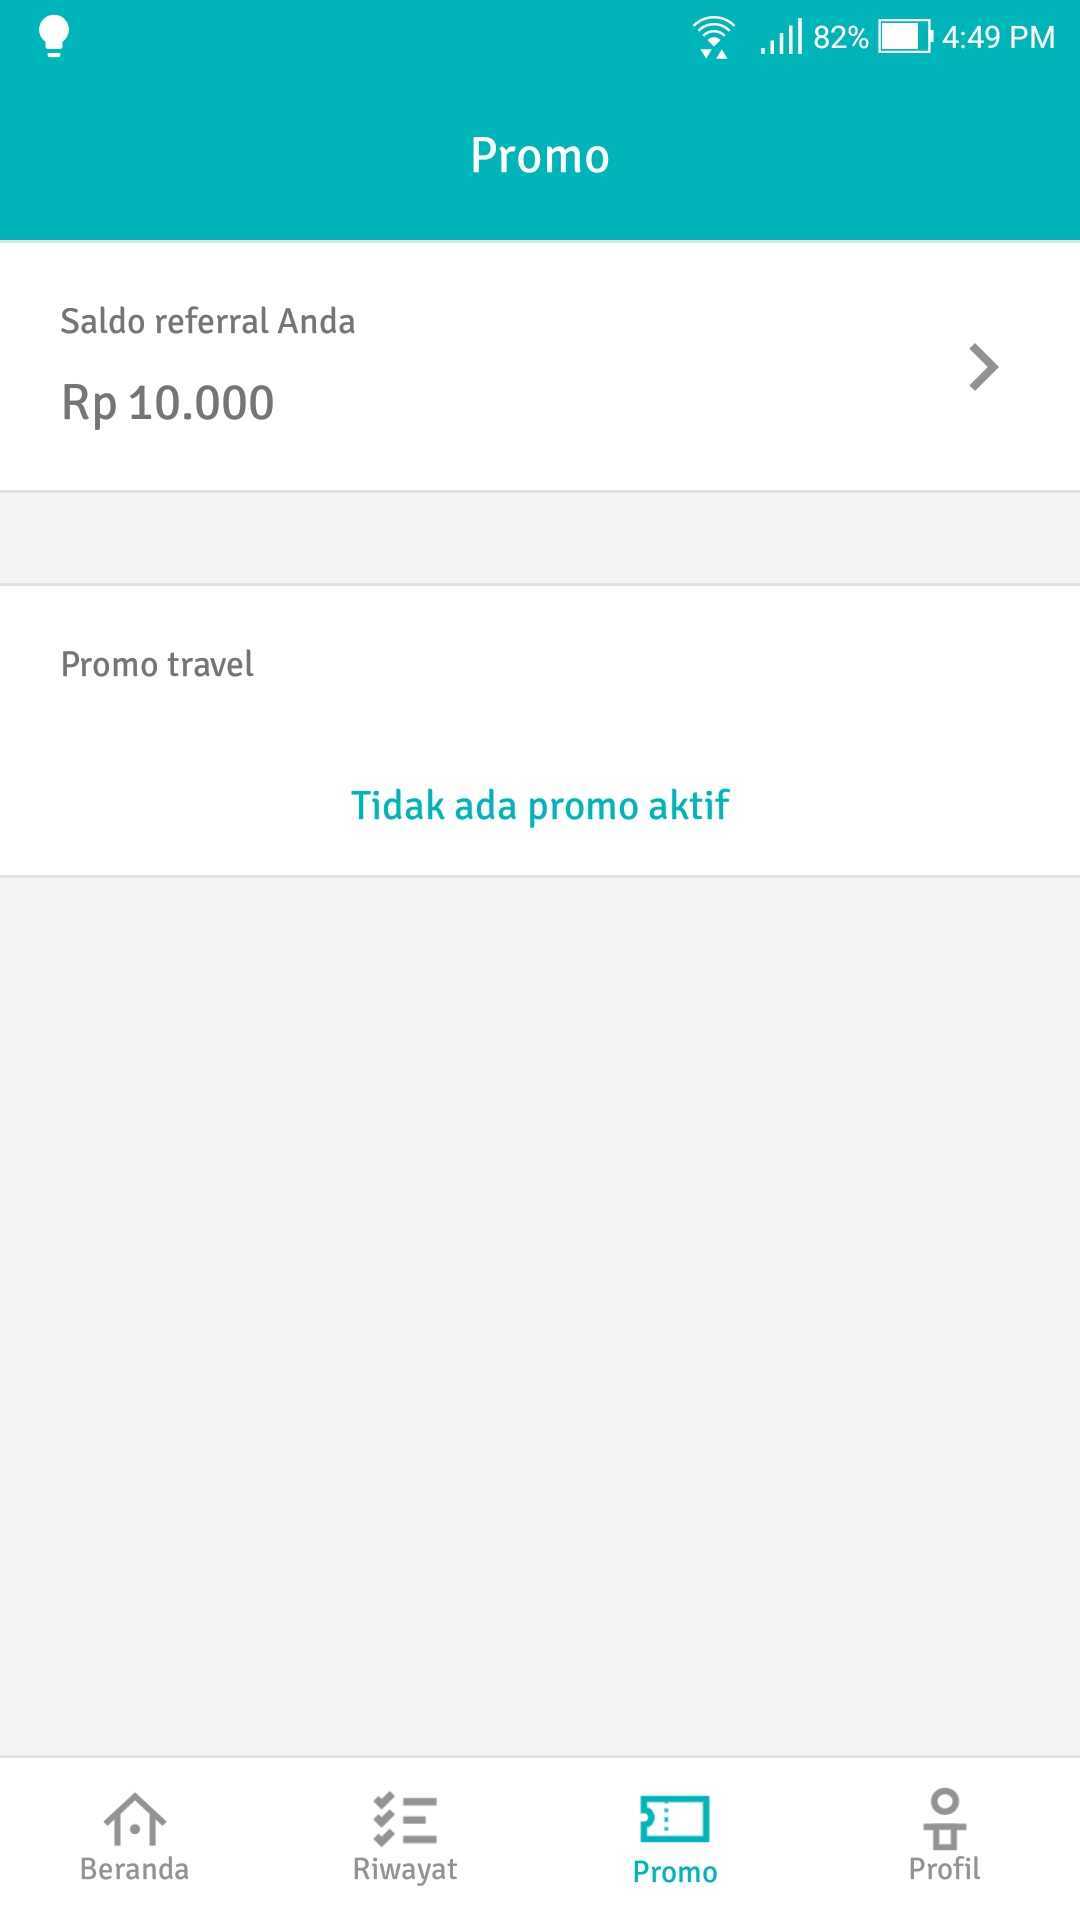 82% 4:49 PM
Promo
Saldo referral Anda
Rp 10.000
Promo travel
Tidak ada promo aktif
Beranda
Riwayat
Promo
Profil